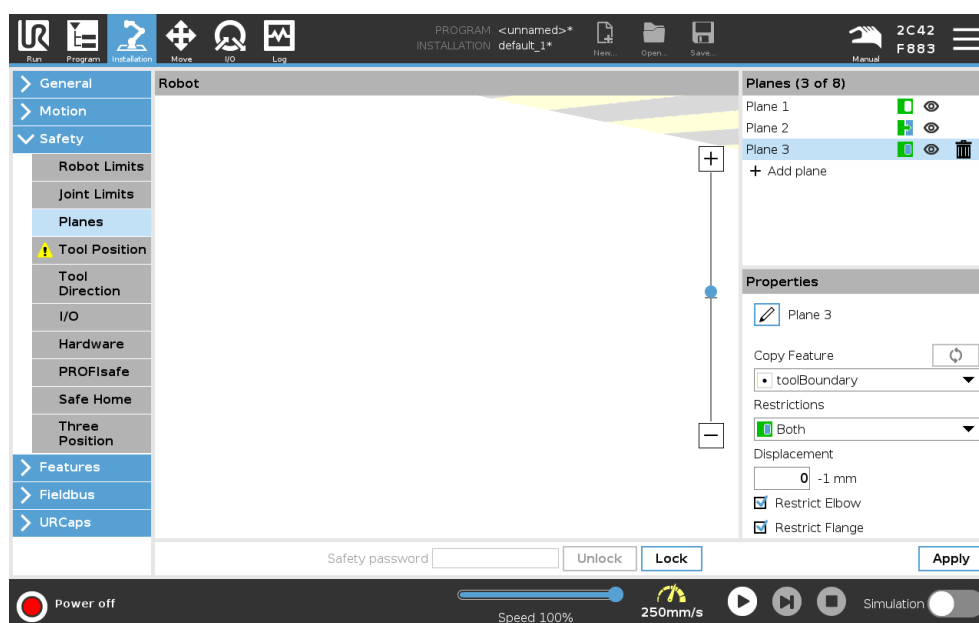 PROGRAM <unnamed>*
INSTALLATION default_1*
Run
Program
Installation
Move
I/O
Log
New...
Open...
Save...
Manual
2C42
F883
General
Motion
Safety
Robot Limits
Joint Limits
Planes
Tool Position
Tool
Direction
I/O
Hardware
PROFIsafe
Safe Home
Three
Position
Features
Fieldbus
URCaps
Robot
Planes (3 of 8)
Plane 1
Plane 2
Plane 3
+ Add plane
Properties
Plane 3
Copy Feature
toolBoundary
Restrictions
Both
Displacement
0 -1 mm
Restrict Elbow
Restrict Flange
Safety password
Unlock
Lock
Apply
Power off
Speed 100%
250mm/s
Simulation